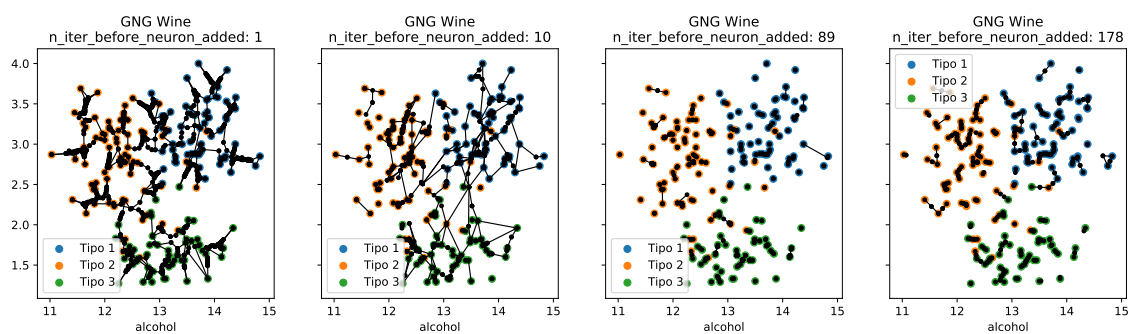 GNG Wine
n_iter_before_neuron_added: 1
4.0
3.5
3.0
2.5
2.0
1.5
Tipo 1
Tipo 2
Tipo 3
11 12 13 14 15
alcohol
GNG Wine
n_iter_before_neuron_added: 10
Tipo 1
Tipo 2
Tipo 3
11 12 13 14 15
alcohol
GNG Wine
n_iter_before_neuron_added: 89
Tipo 1
Tipo 2
Tipo 3
11 12 13 14 15
alcohol
GNG Wine
n_iter_before_neuron_added: 178
Tipo 1
Tipo 2
Tipo 3
11 12 13 14 15
alcohol